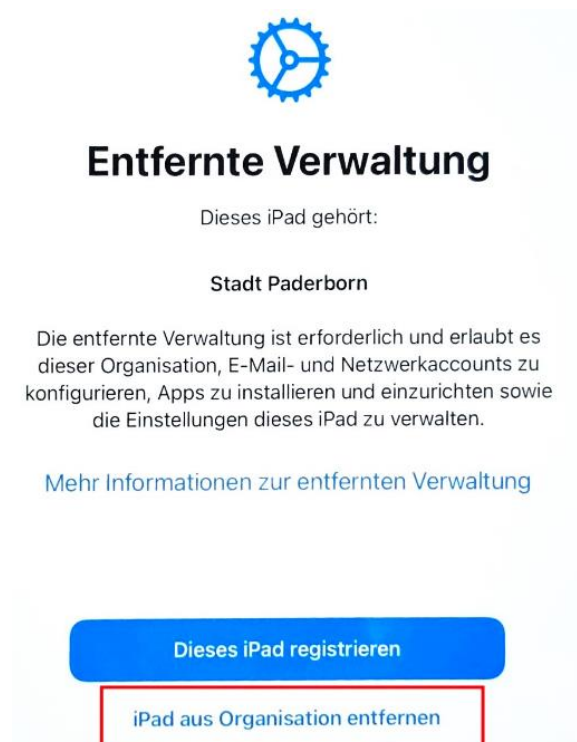 Entfernte Verwaltung
Dieses iPad gehört:
Stadt Paderborn
Die entfernte Verwaltung ist erforderlich und erlaubt es
dieser Organisation, E-Mail- und Netzwerkaccounts zu
konfigurieren, Apps zu installieren und einzurichten sowie
die Einstellungen dieses iPad zu verwalten.
Mehr Informationen zur entfernten Verwaltung
Dieses iPad registrieren
iPad aus Organisation entfernen